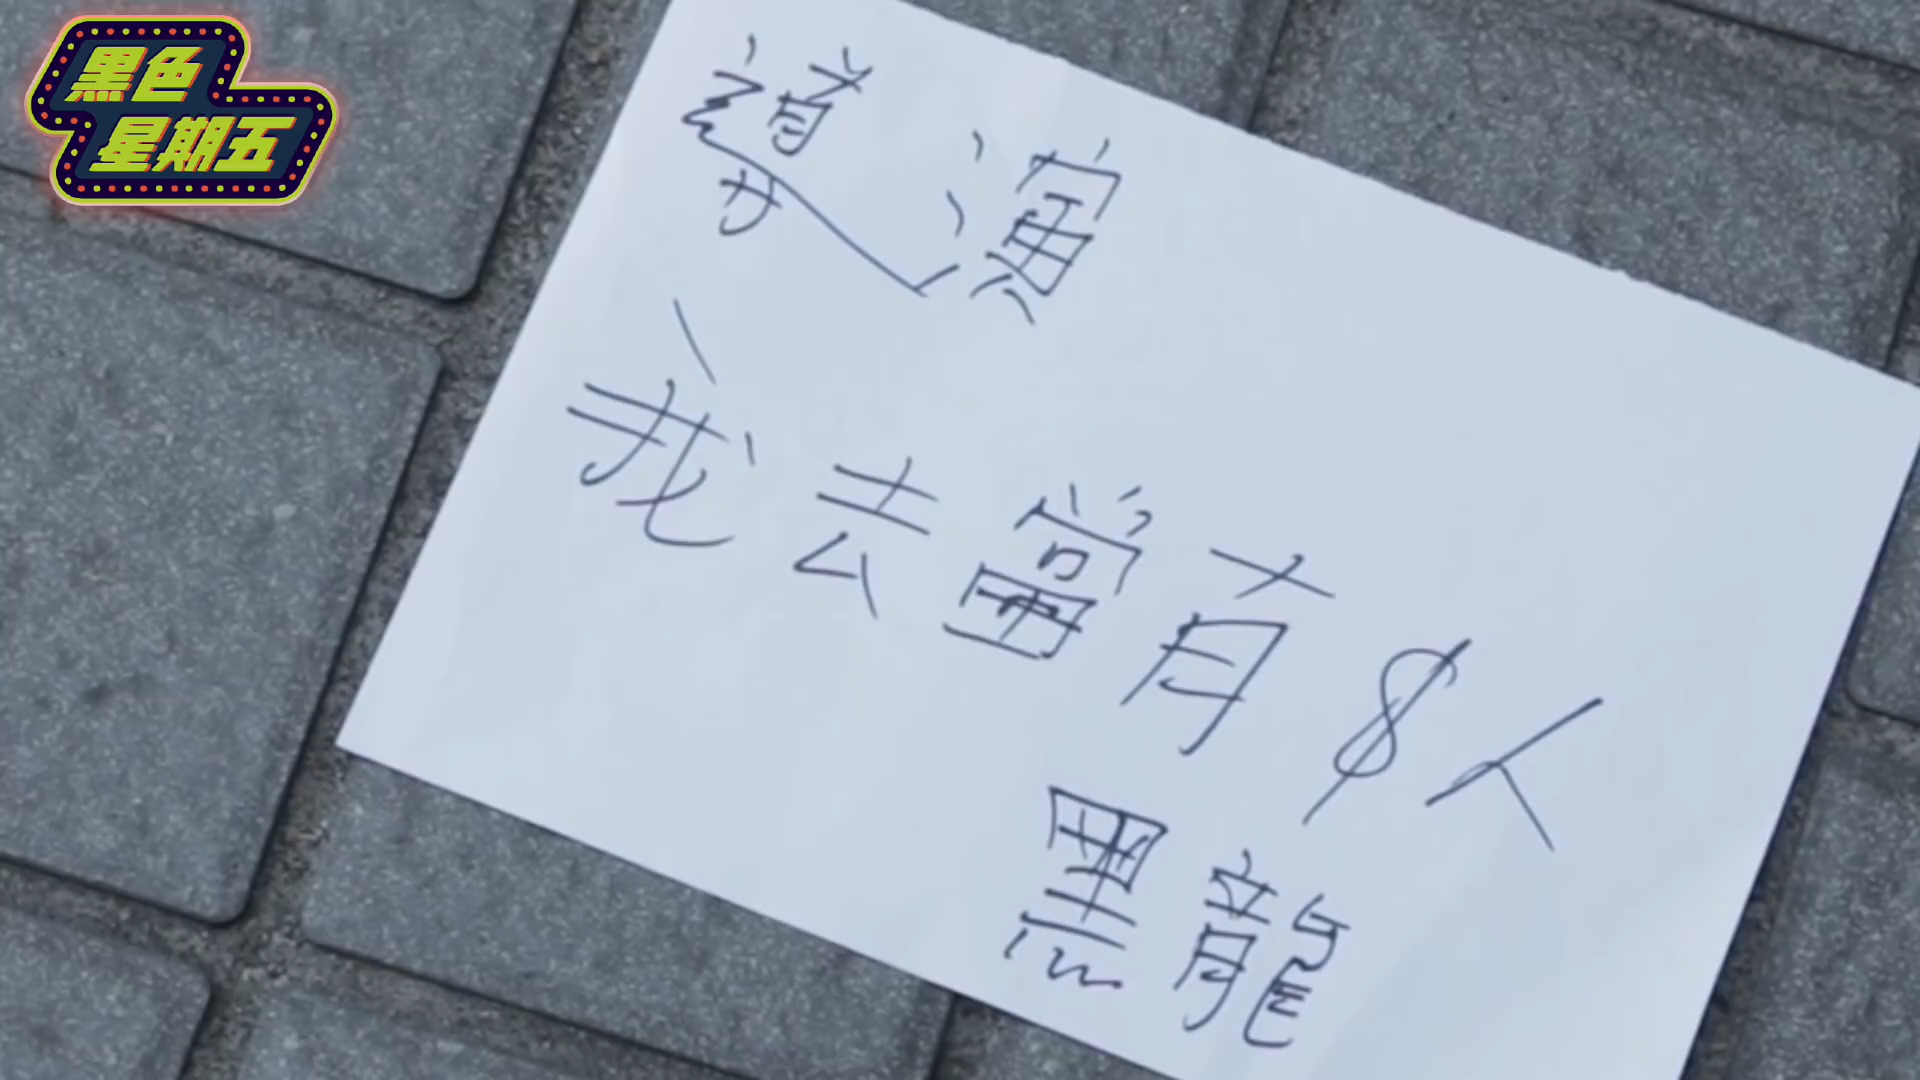 黑色
星期五
導演
我去當有$人
黑龍